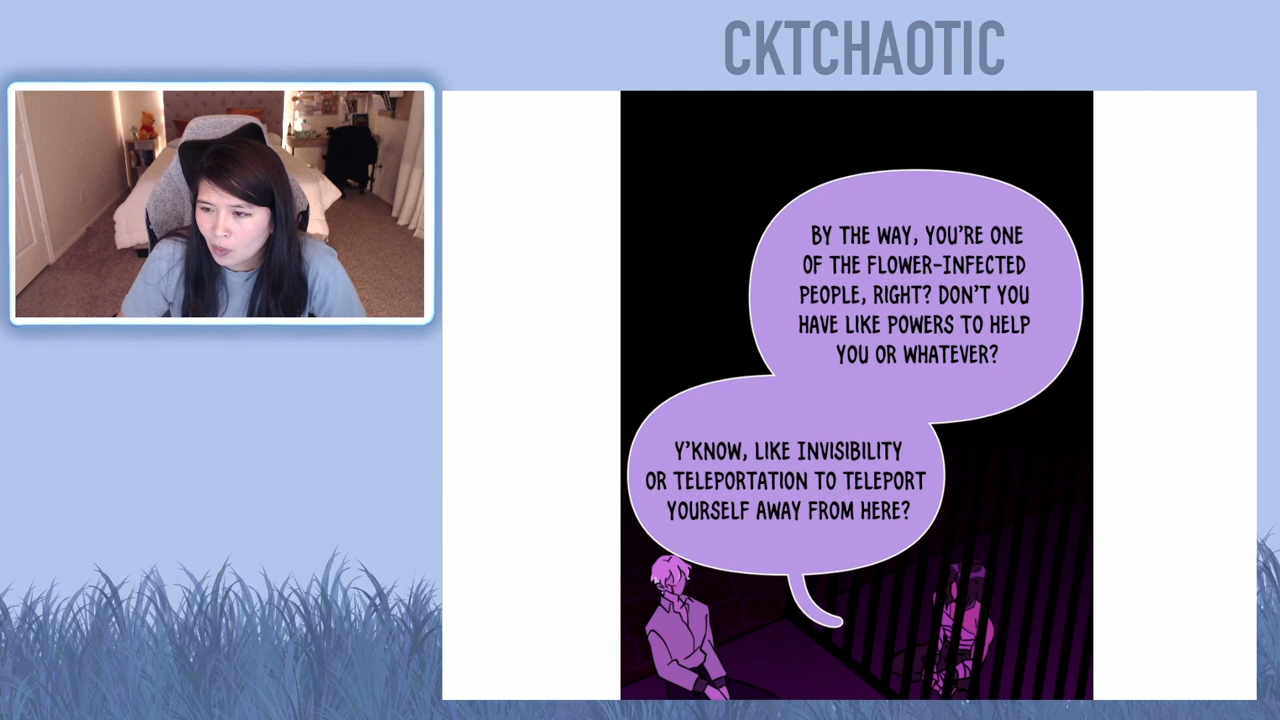 CKTCHAOTIC
BY THE WAY, YOU'RE ONE
OF THE FLOWER-INFECTED
PEOPLE, RIGHT? DON'T YOU
HAVE LIKE POWERS TO HELP
YOU OR WHATEVER?
Y'KNOW, LIKE INVISIBILITY
OR TELEPORTATION TO TELEPORT
YOURSELF AWAY FROM HERE?